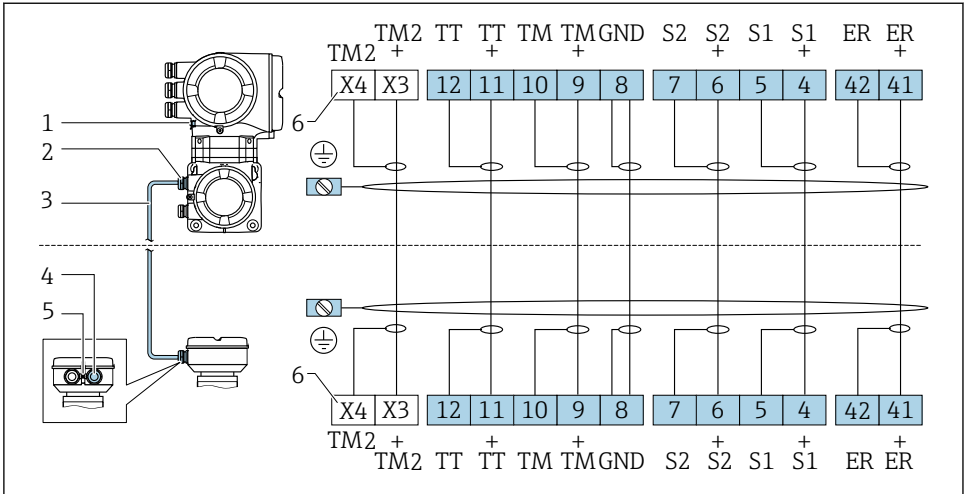 TM2 TT TT TM TM GND S2 S2 S1 S1 ER ER
TM2 + + + + + +
X4 X3 12 11 10 9 8 7 6 5 4 42 41
6
1
2
3
4
5
6
X4 X3 12 11 10 9 8 7 6 5 4 42 41
TM2 + + + + + +
TM2 TT TT TM TM GND S2 S2 S1 S1 ER ER